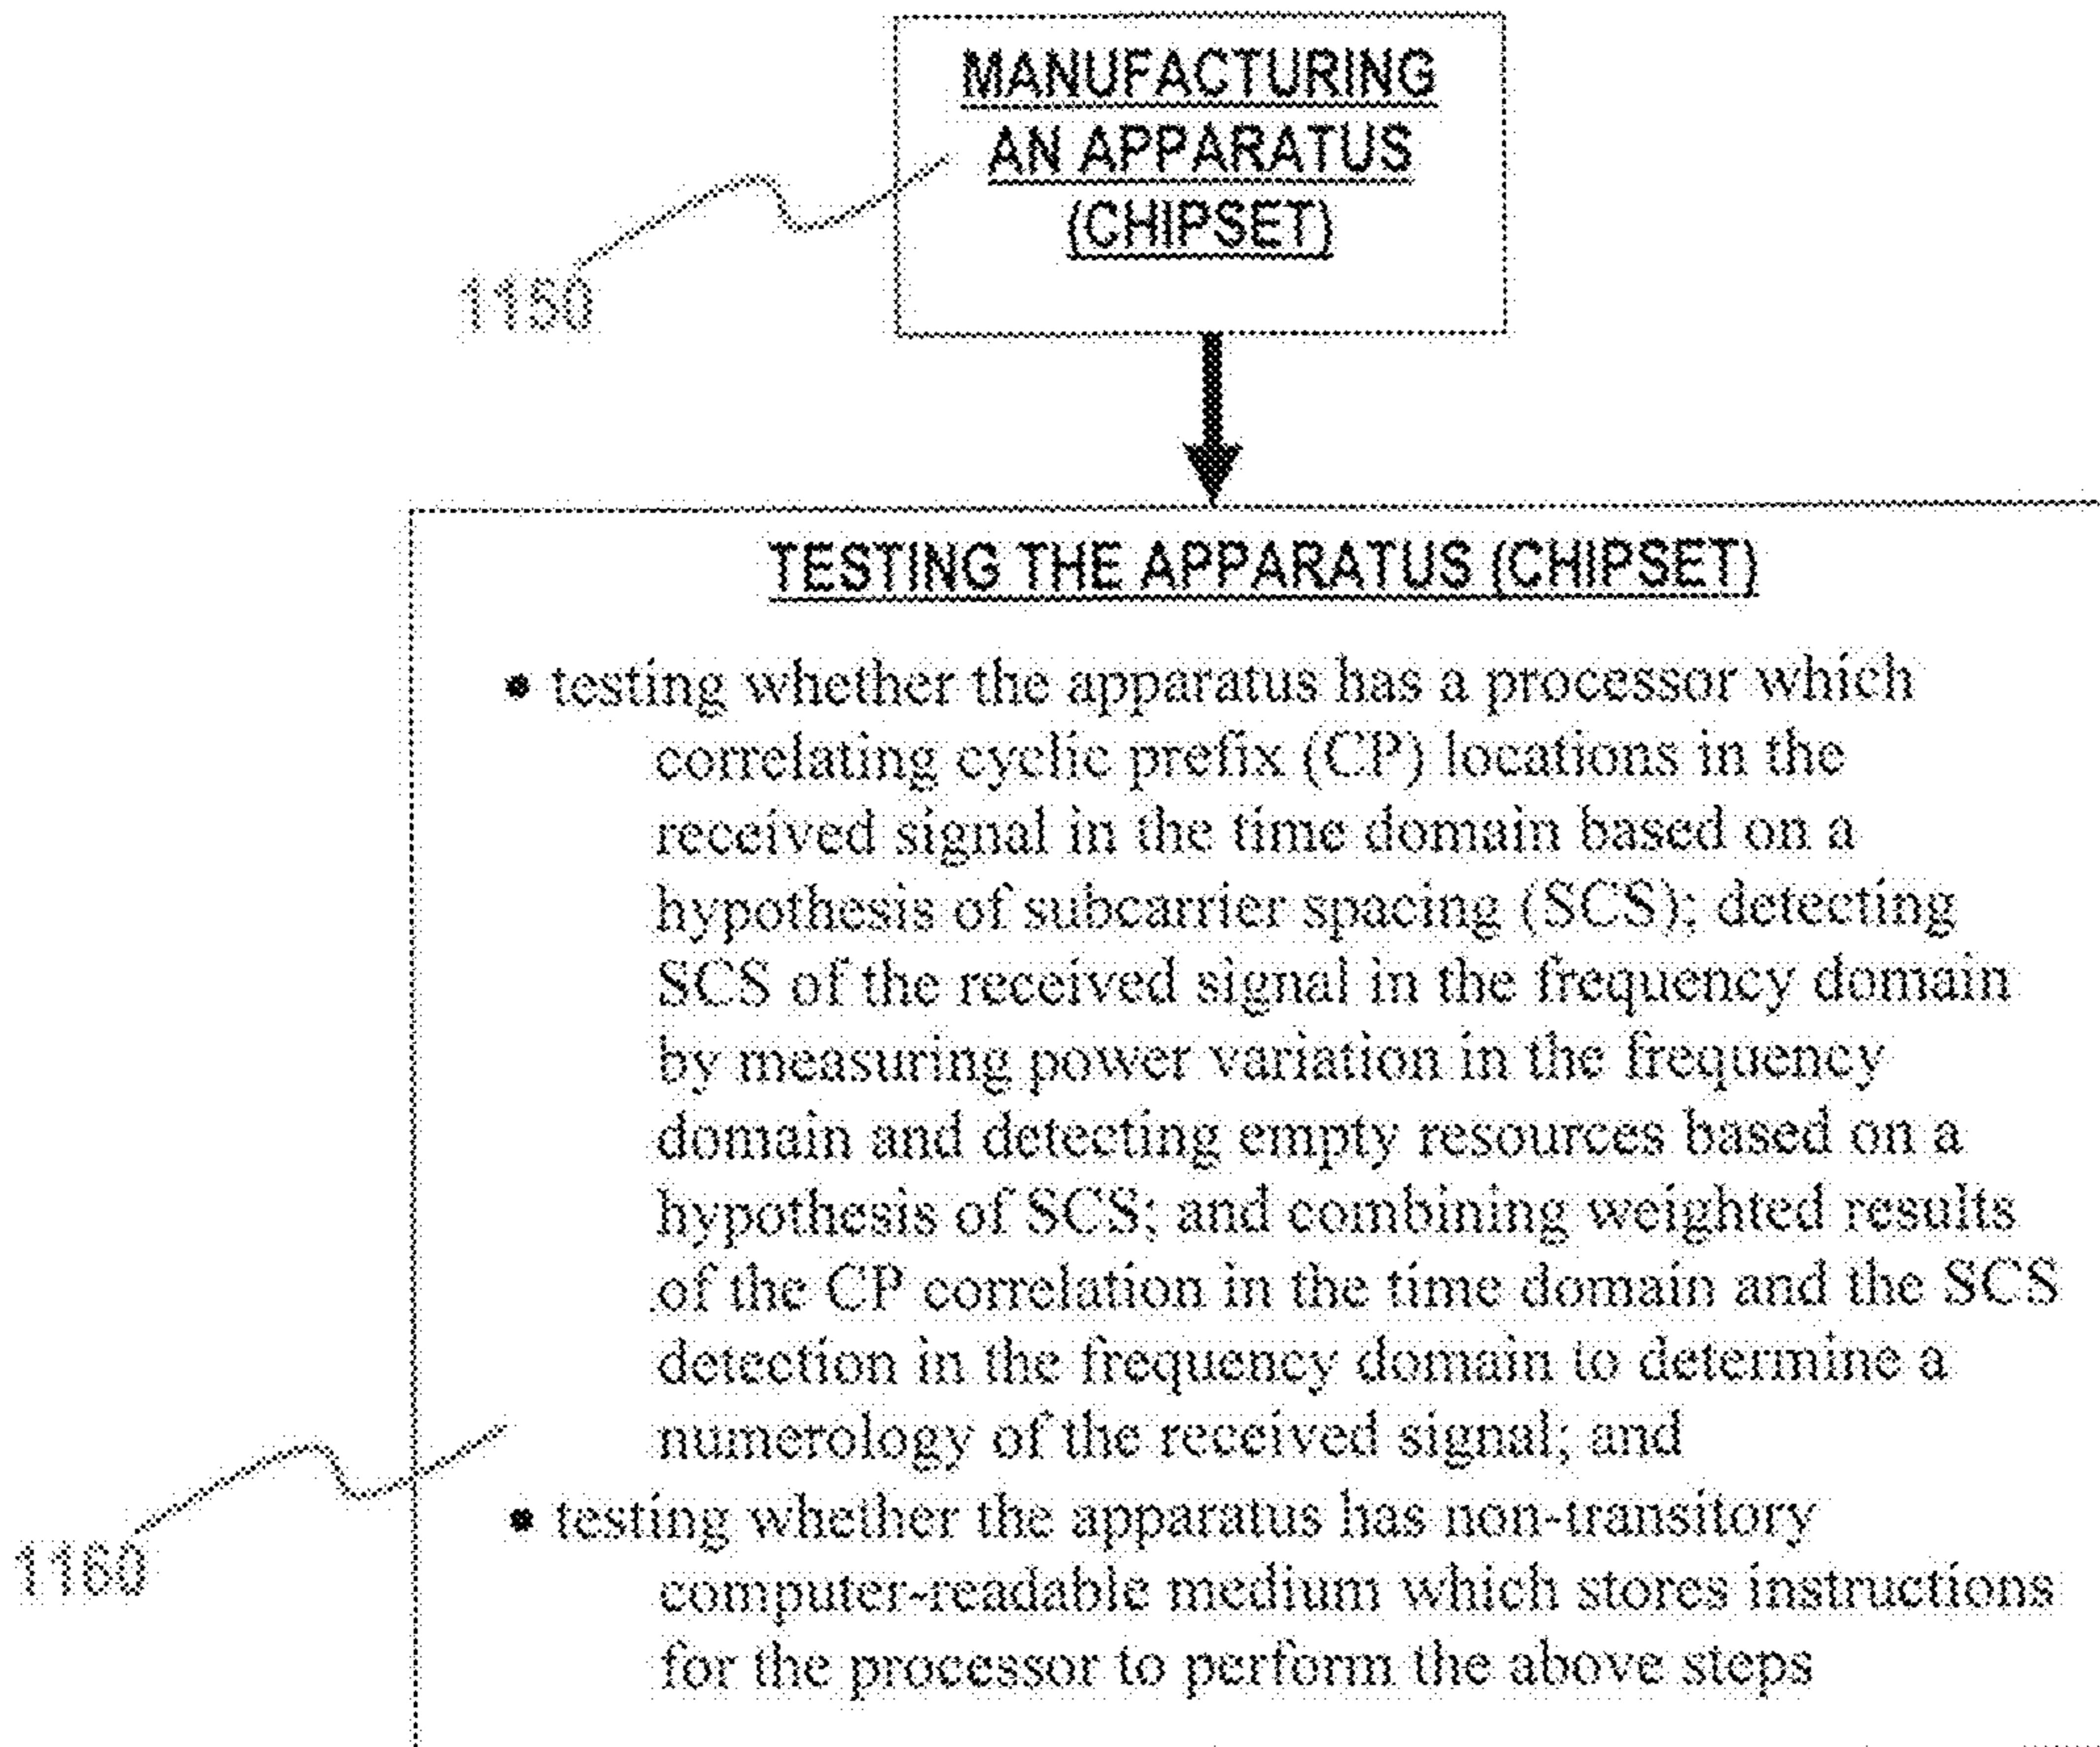 MANUFACTURING
AN APPARATUS
(CHIPSET)
1150
TESTING THE APPARATUS (CHIPSET)
• testing whether the apparatus has a processor which
correlating cyclic prefix (CP) locations in the
received signal in the time domain based on a
hypothesis of subcarrier spacing (SCS); detecting
SCS of the received signal in the frequency domain
by measuring power variation in the frequency
domain and detecting empty resources based on a
hypothesis of SCS; and combining weighted results
of the CP correlation in the time domain and the SCS
detection in the frequency domain to determine a
numerology of the received signal; and
• testing whether the apparatus has non-transitory
computer-readable medium which stores instructions
for the processor to perform the above steps
1160